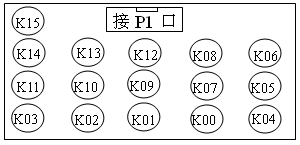 K15 接 P1 口
K14 K13 K12 K08 K06
K11 K10 K09 K07 K05
K03 K02 K01 K00 K04